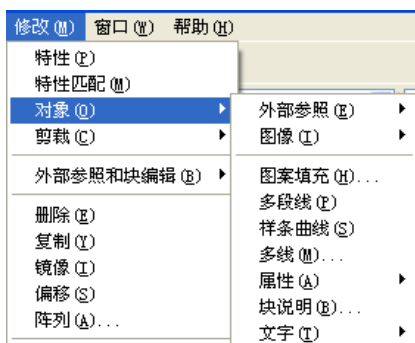 修改(M) 窗口(W) 帮助(H)
特性(P)
特性匹配(M)
对象(O)
剪裁(C)
外部参照和块编辑(B)
删除(E)
复制(Y)
镜像(I)
偏移(S)
阵列(A)...
外部参照(E)
图像(I)
图案填充(H)...
多段线(P)
样条曲线(S)
多线(M)...
属性(A)
块说明(B)...
文字(T)